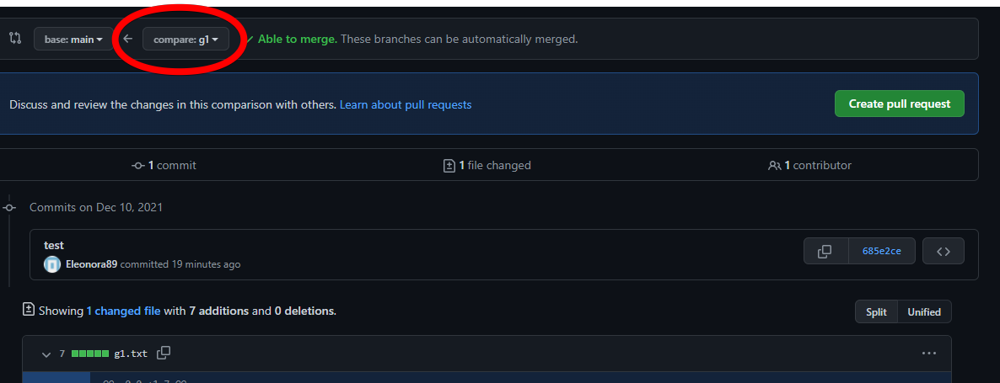 base: main compare: g1 Able to merge. These branches can be automatically merged.
Discuss and review the changes in this comparison with others. Learn about pull requests Create pull request
1 commit 1 file changed 1 contributor
Commits on Dec 10, 2021
test
Eleonora89 committed 19 minutes ago 685e2ce
Showing 1 changed file with 7 additions and 0 deletions. Split Unified
7 g1.txt